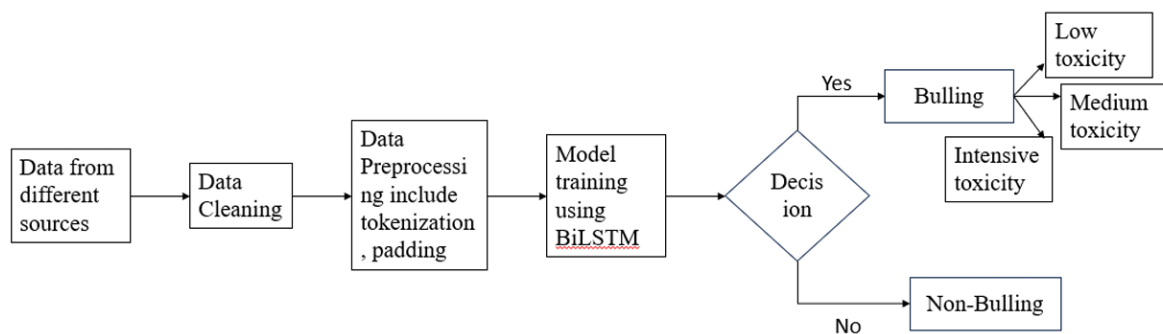 Data from
different
sources
Data
Cleaning
Data
Preprocessi
ng include
tokenization
, padding
Model
training
using
BiLSTM
Decis
ion
Yes
Bulling
Low
toxicity
Medium
toxicity
Intensive
toxicity
No
Non-Bulling